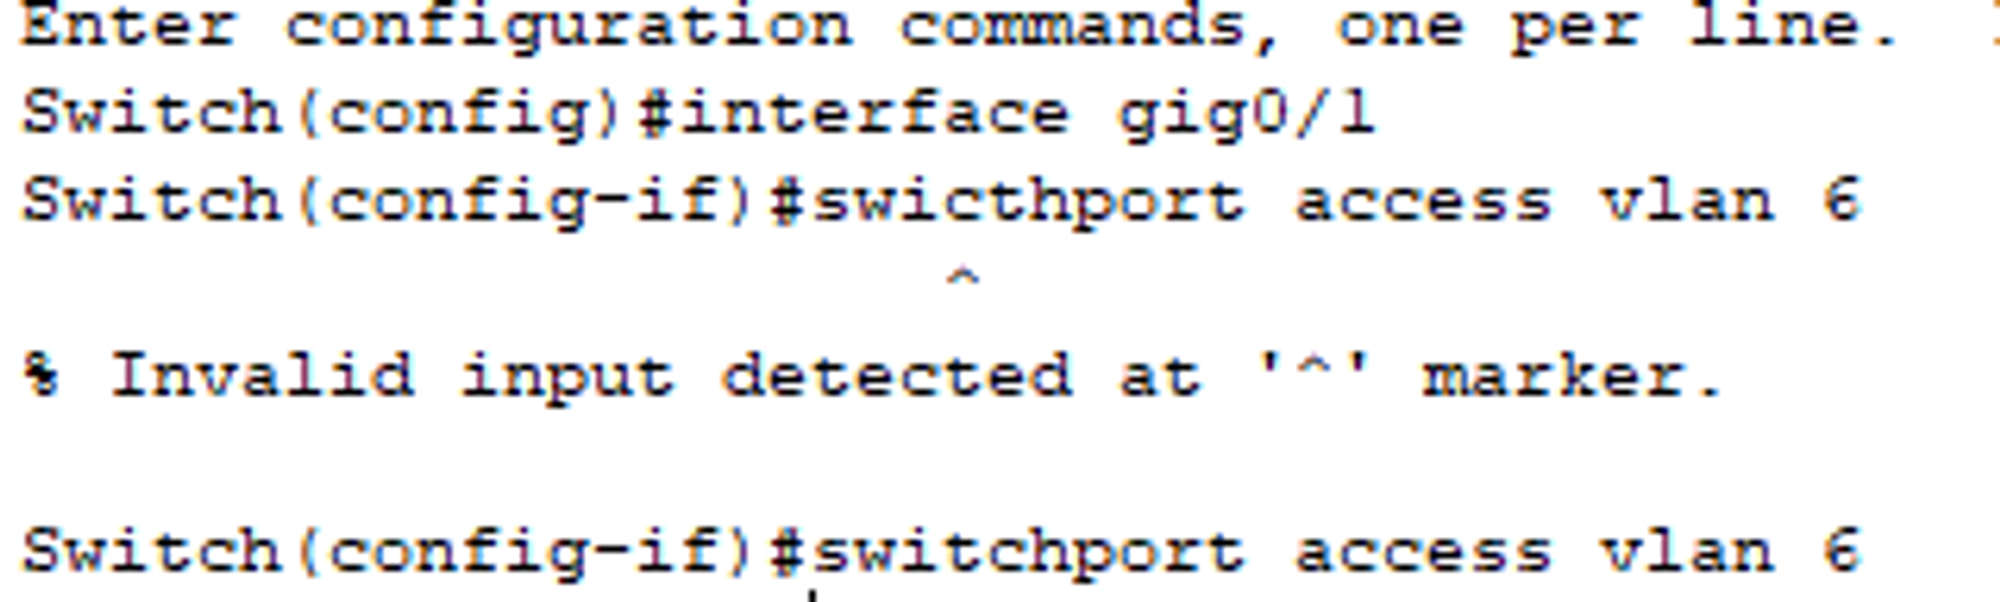 Enter configuration commands, one per line.
Switch(config)#interface gig0/1
Switch(config-if)#swicthport access vlan 6
^
% Invalid input detected at '^' marker.
Switch(config-if)#switchport access vlan 6